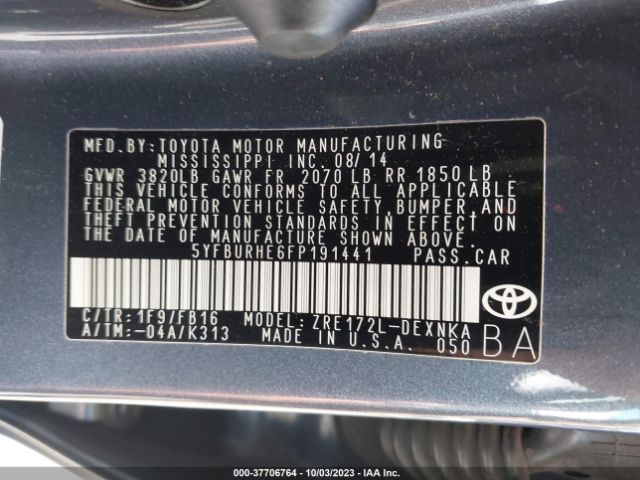 MFD.BY:TOYOTA MOTOR MANUFACTURING
MISSISSIPPI INC. 08/14
GVWR 3820LB GAWR FR 2070 LB RR 1850 LB
THIS VEHICLE CONFORMS TO ALL APPLICABLE
FEDERAL MOTOR VEHICLE SAFETY, BUMPER, AND
THEFT PREVENTION STANDARDS IN EFFECT ON
THE DATE OF MANUFACTURE SHOWN ABOVE.
5YFBURHE6FP191441 PASS.CAR
C/TR:1F9/FB16 MODEL:ZRE172L-DEXNKA
A/TM:-04A/K313 MADE IN U.S.A. 050 BA
000-37706764 - 10/03/2023 - IAA Inc.